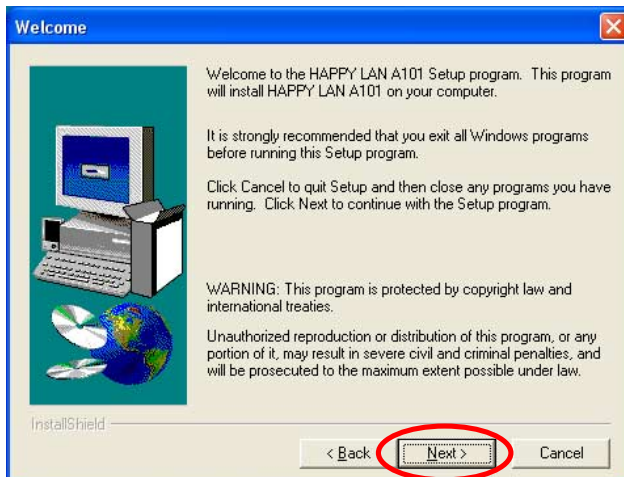 Welcome
Welcome to the HAPPY LAN A101 Setup program. This program
will install HAPPY LAN A101 on your computer.
It is strongly recommended that you exit all Windows programs
before running this Setup program.
Click Cancel to quit Setup and then close any programs you have
running. Click Next to continue with the Setup program.
WARNING: This program is protected by copyright law and
international treaties.
Unauthorized reproduction or distribution of this program, or any
portion of it, may result in severe civil and criminal penalties, and
will be prosecuted to the maximum extent possible under law.
InstallShield
< Back
Next >
Cancel